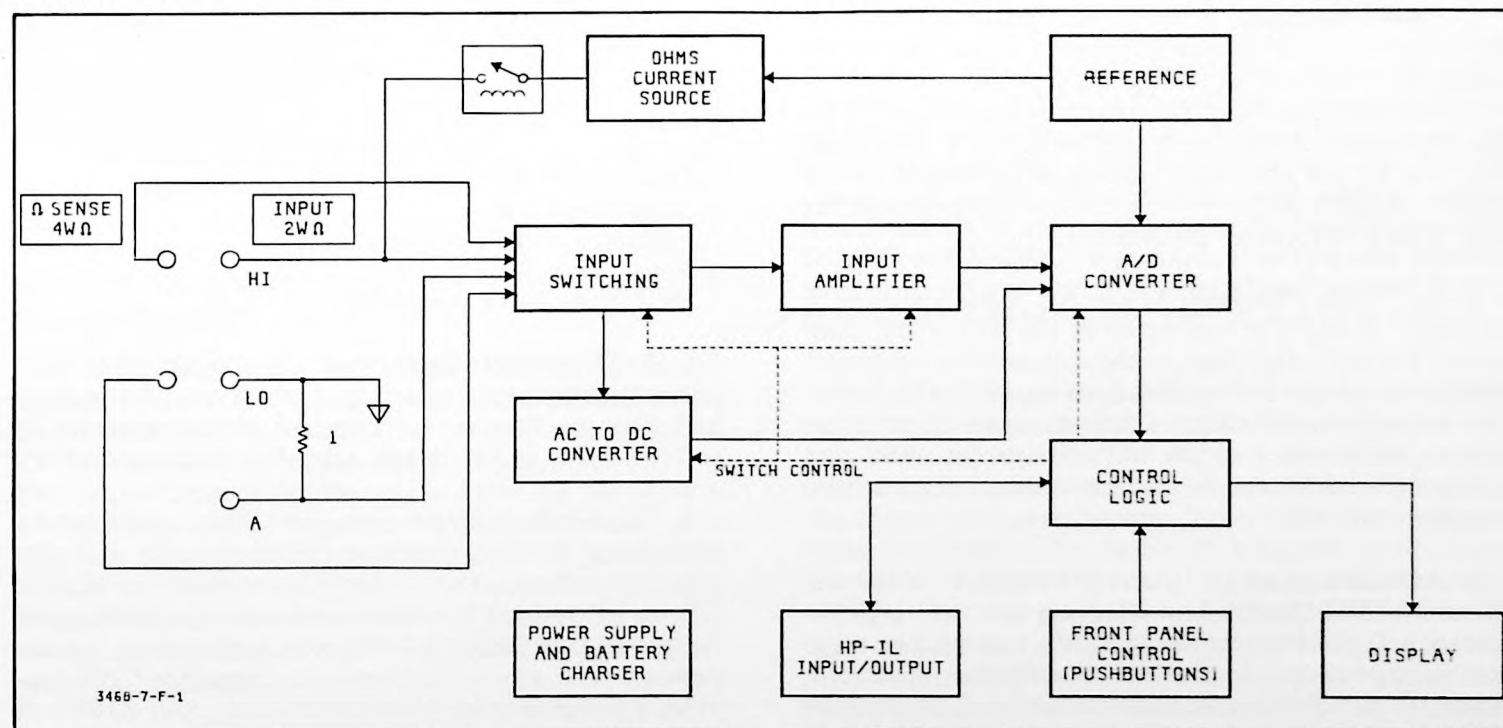 OHMS
CURRENT
SOURCE
REFERENCE
Ω SENSE
4W Ω
INPUT
2W Ω
HI
INPUT
SWITCHING
INPUT
AMPLIFIER
A/D
CONVERTER
LO
1
A
AC TO DC
CONVERTER
SWITCH CONTROL
CONTROL
LOGIC
POWER SUPPLY
AND BATTERY
CHARGER
HP-IL
INPUT/OUTPUT
FRONT PANEL
CONTROL
(PUSHBUTTONS)
DISPLAY
3468-7-F-1